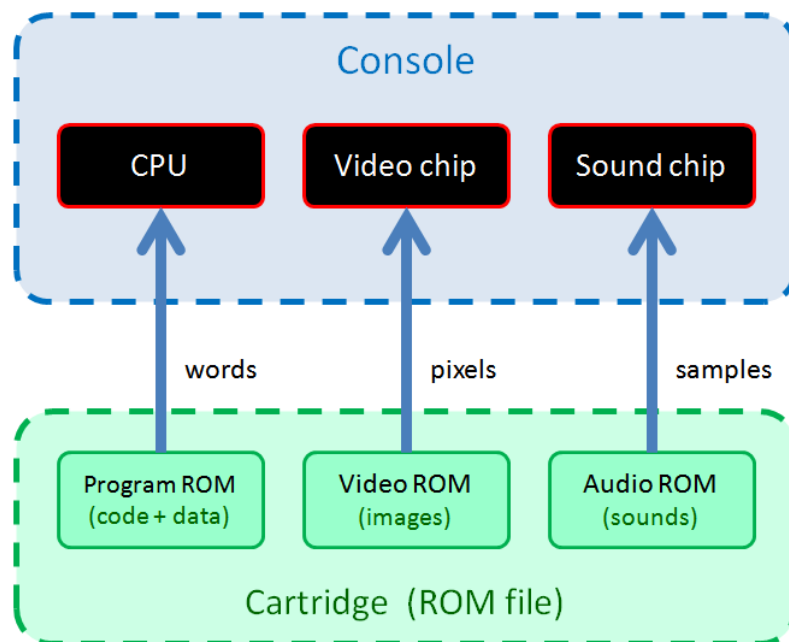 Console
CPU
Video chip
Sound chip
words
pixels
samples
Program ROM
(code + data)
Video ROM
(images)
Audio ROM
(sounds)
Cartridge (ROM file)